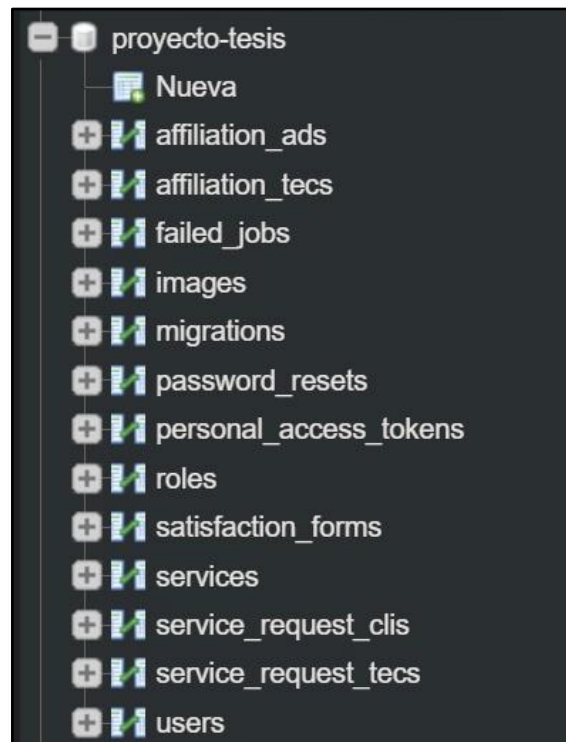 proyecto-tesis
Nueva
affiliation_ads
affiliation_tecs
failed_jobs
images
migrations
password_resets
personal_access_tokens
roles
satisfaction_forms
services
service_request_clis
service_request_tecs
users